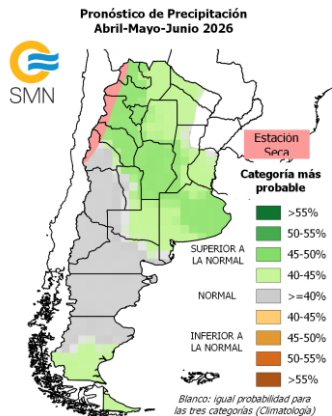 Pronóstico de Precipitación
Abril-Mayo-Junio 2026
SMN
Estación
Seca
Categoría más
probable
>55%
50-55%
SUPERIOR A
LA NORMAL
45-50%
40-45%
NORMAL
>=40%
40-45%
INFERIOR A
LA NORMAL
45-50%
50-55%
>55%
Blanco: igual probabilidad para
las tres categorías (Climatología)